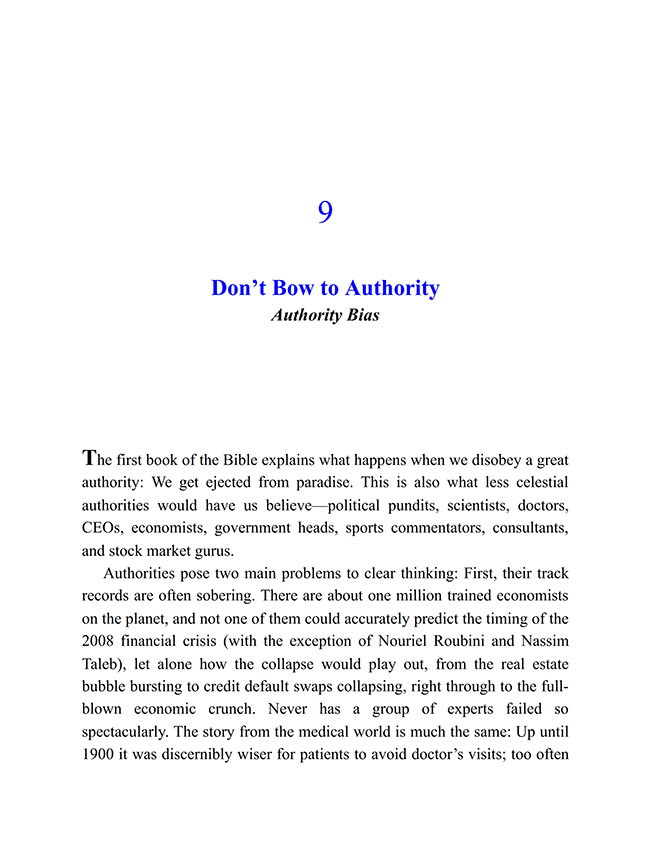 9
Don’t Bow to Authority
Authority Bias
The first book of the Bible explains what happens when we disobey a great
authority: We get ejected from paradise. This is also what less celestial
authorities would have us believe—political pundits, scientists, doctors,
CEOs, economists, government heads, sports commentators, consultants,
and stock market gurus.
Authorities pose two main problems to clear thinking: First, their track
records are often sobering. There are about one million trained economists
on the planet, and not one of them could accurately predict the timing of the
2008 financial crisis (with the exception of Nouriel Roubini and Nassim
Taleb), let alone how the collapse would play out, from the real estate
bubble bursting to credit default swaps collapsing, right through to the full-
blown economic crunch. Never has a group of experts failed so
spectacularly. The story from the medical world is much the same: Up until
1900 it was discernibly wiser for patients to avoid doctor’s visits; too often